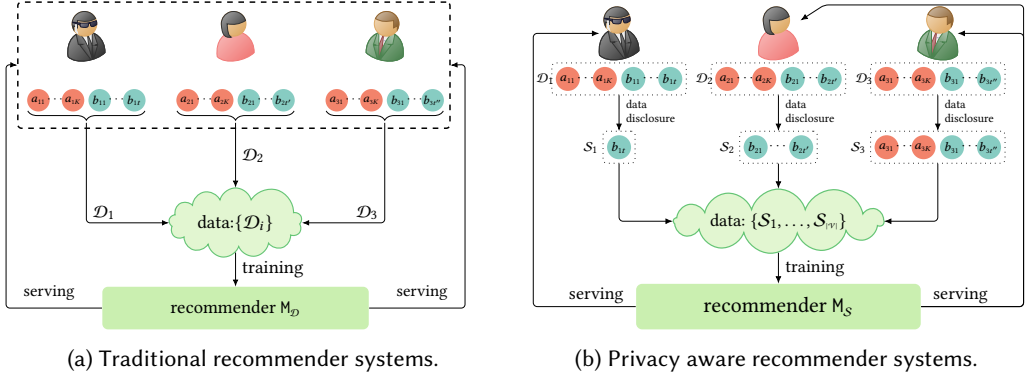 a₁₁ ··· a₁K b₁₁ ··· b₁t a₂₁ ··· a₂K b₂₁ ··· b₂t′ a₃₁ ··· a₃K b₃₁ ··· b₃t″
𝒟₂
𝒟₁ 𝒟₃
data:{𝒟ᵢ}
training
serving serving
recommender M𝒟
(a) Traditional recommender systems.
𝒟₁ a₁₁ ··· a₁K b₁₁ ··· b₁t 𝒟₂ a₂₁ ··· a₂K b₂₁ ··· b₂t′ 𝒟₃ a₃₁ ··· a₃K b₃₁ ··· b₃t″
data data data
disclosure disclosure disclosure
𝒮₁ b₁t 𝒮₂ b₂₁ ··· b₂t′ 𝒮₃ a₃₁ ··· a₃K b₃₁ ··· b₃t″
data: {𝒮₁, . . . , 𝒮|𝒱|}
training
serving serving
recommender M𝒮
(b) Privacy aware recommender systems.